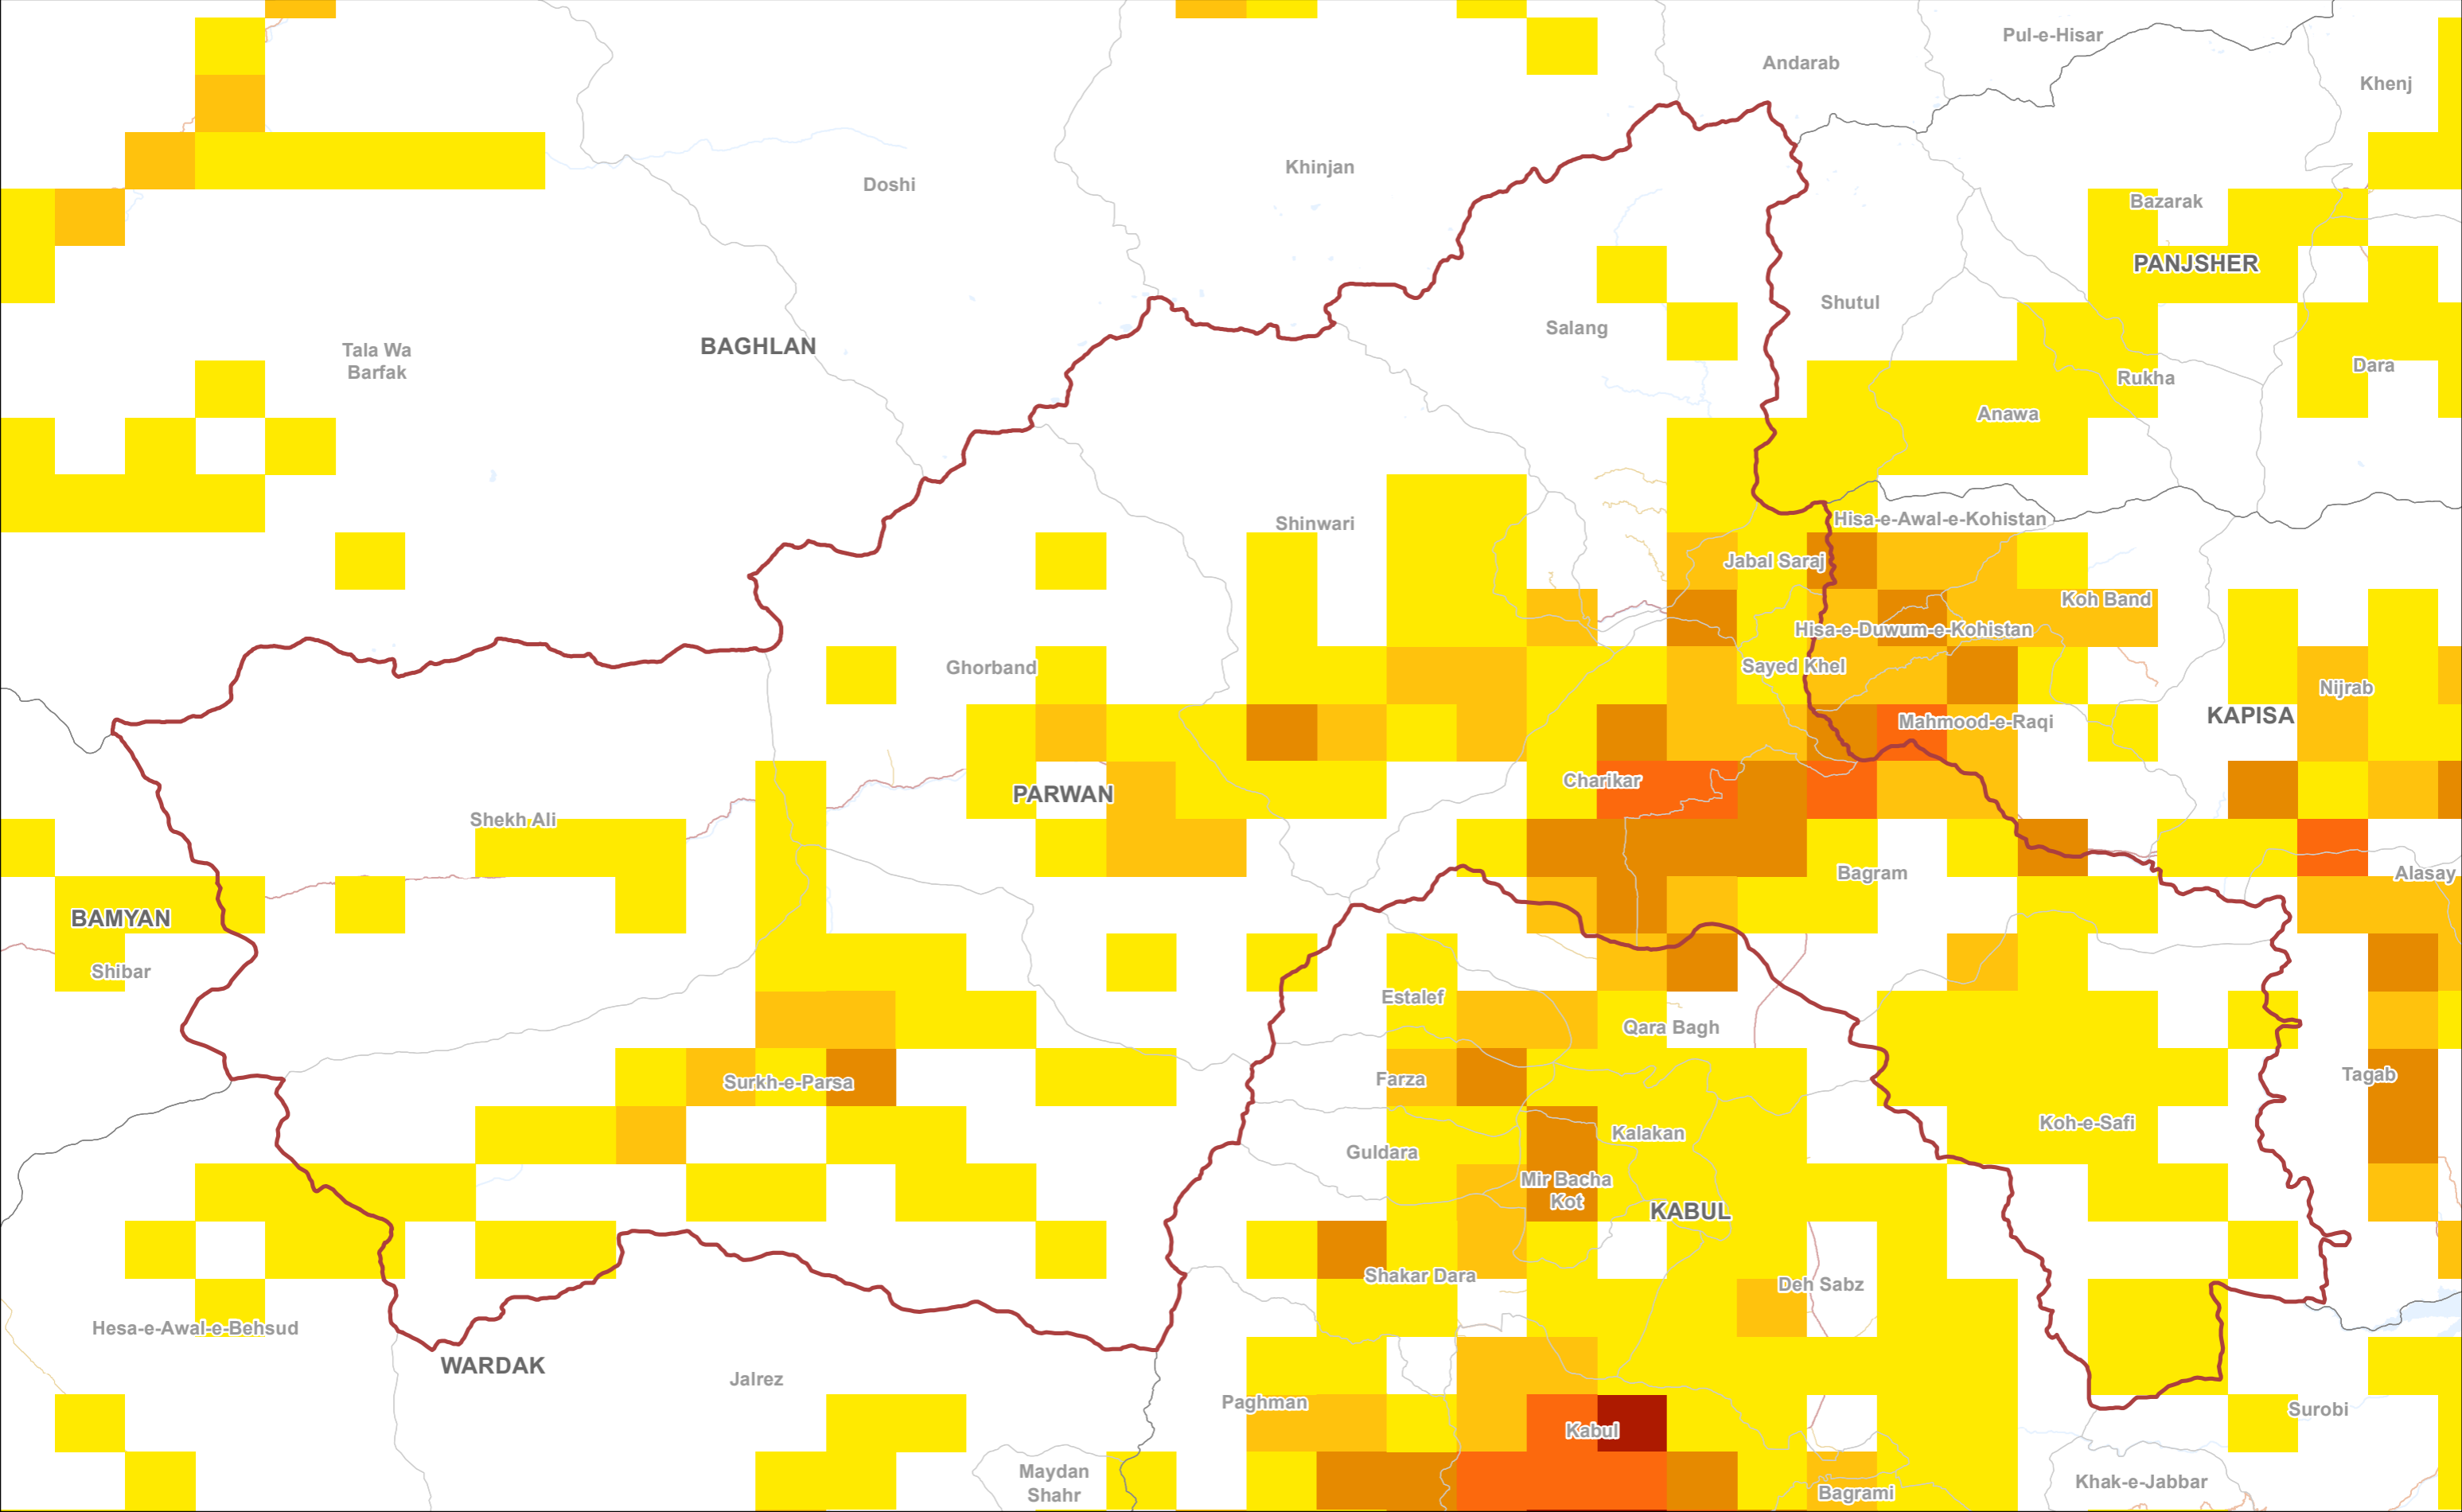 Pul-e-Hisar
Andarab
Khenj
Khinjan
Doshi
Bazarak
PANJSHER
Shutul
Salang
BAGHLAN
Tala Wa
Barfak
Dara
Rukha
Anawa
Shinwari
Hisa-e-Awal-e-Kohistan
Jabal Saraj
Koh Band
Hisa-e-Duwum-e-Kohistan
Ghorband
Sayed Khel
Nijrab
KAPISA
Mahmood-e-Raqi
Charikar
PARWAN
Shekh Ali
Bagram
Alasay
BAMYAN
Shibar
Estalef
Qara Bagh
Farza
Surkh-e-Parsa
Tagab
Koh-e-Safi
Kalakan
Guldara
Mir Bacha
Kot
KABUL
Shakar Dara
Deh Sabz
Hesa-e-Awal-e-Behsud
WARDAK
Jalrez
Paghman
Surobi
Kabul
Maydan
Shahr
Khak-e-Jabbar
Bagrami